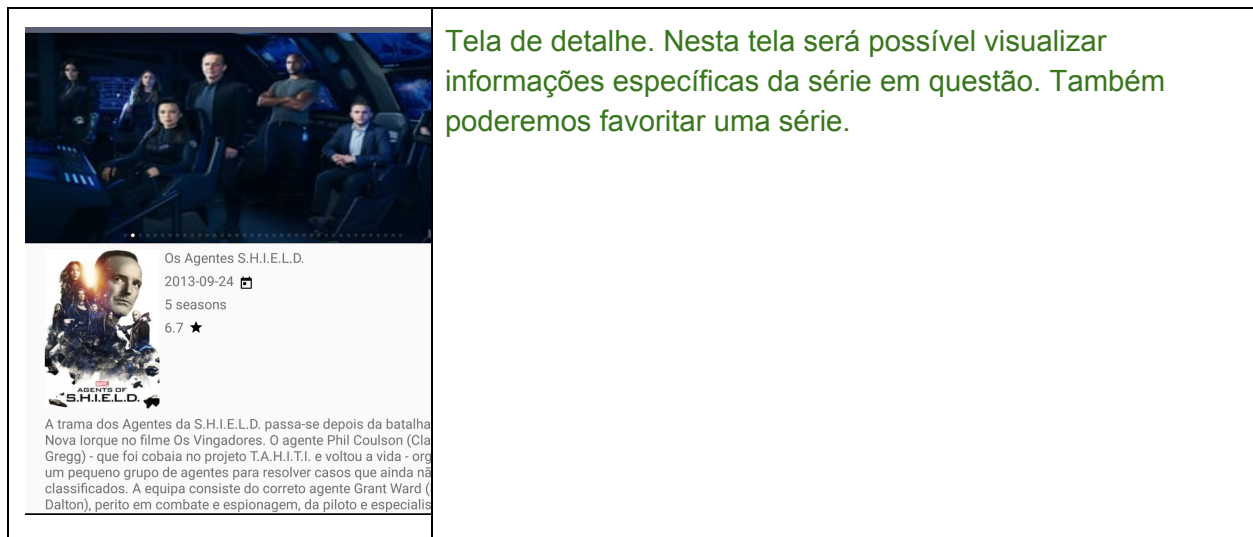 Tela de detalhe. Nesta tela será possível visualizar
informações específicas da série em questão. Também
poderemos favoritar uma série.
Os Agentes S.H.I.E.L.D.
2013-09-24
5 seasons
6.7
MARVEL
AGENTS OF
S.H.I.E.L.D.
A trama dos Agentes da S.H.I.E.L.D. passa-se depois da batalha
Nova Iorque no filme Os Vingadores. O agente Phil Coulson (Cla
Gregg) - que foi cobaia no projeto T.A.H.I.T.I. e voltou a vida - org
um pequeno grupo de agentes para resolver casos que ainda nã
classificados. A equipa consiste do correto agente Grant Ward (
Dalton), perito em combate e espionagem, da piloto e especialis